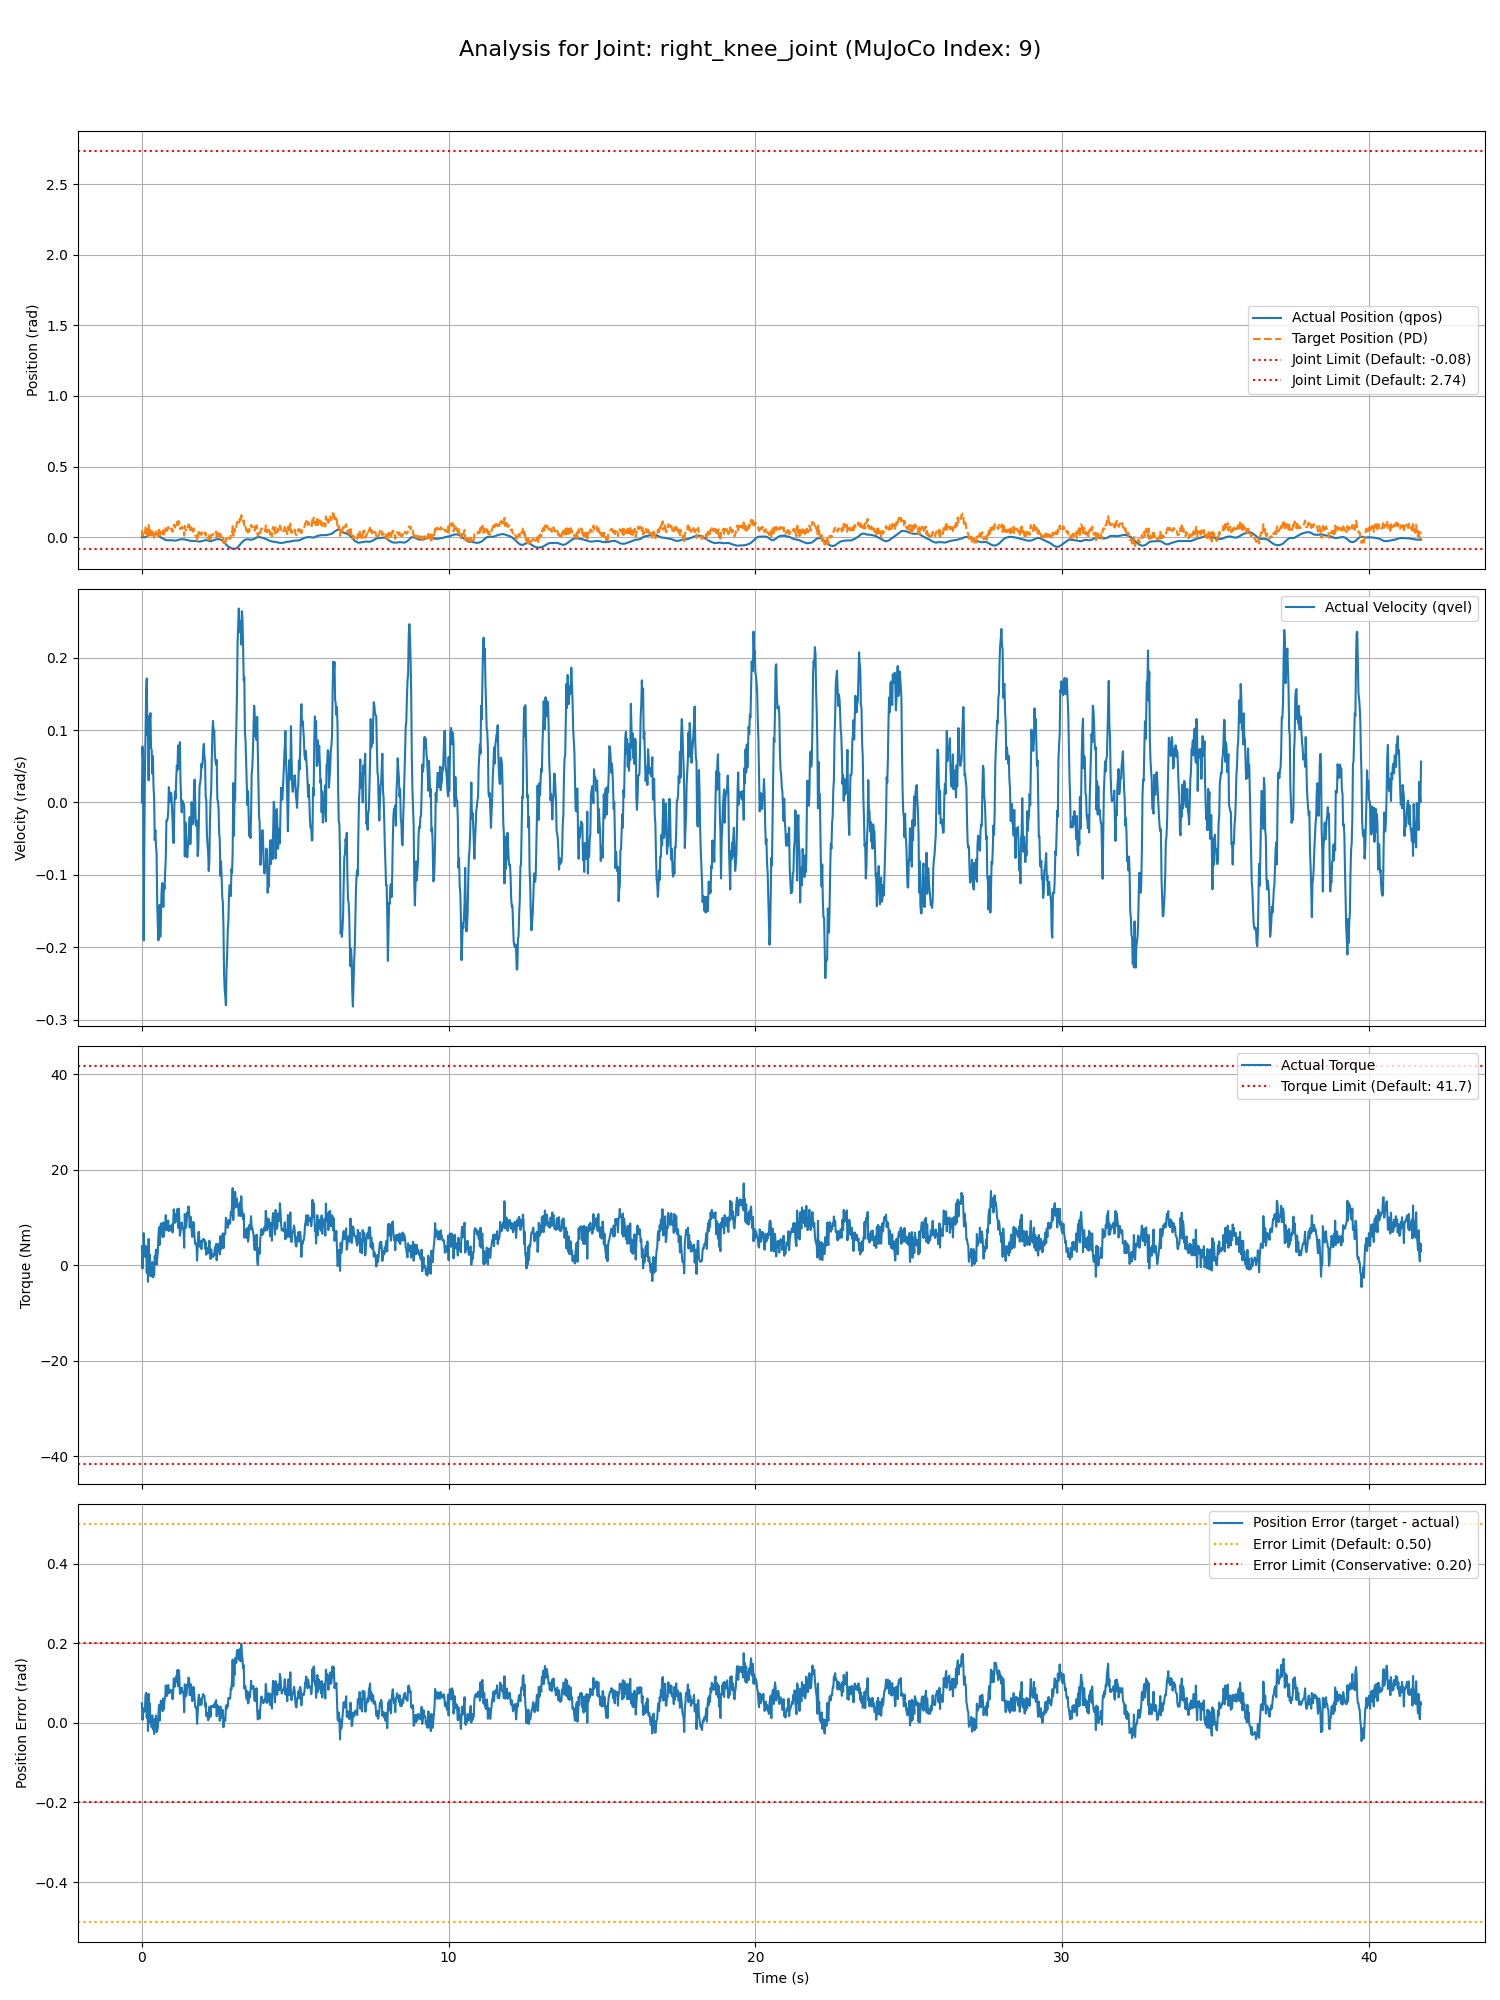 Analysis for Joint: right_knee_joint (MuJoCo Index: 9)
Position (rad)
2.5
2.0
1.5
1.0
0.5
0.0
Actual Position (qpos)
Target Position (PD)
Joint Limit (Default: -0.08)
Joint Limit (Default: 2.74)
Velocity (rad/s)
0.2
0.1
0.0
−0.1
−0.2
−0.3
Actual Velocity (qvel)
Torque (Nm)
40
20
0
−20
−40
Actual Torque
Torque Limit (Default: 41.7)
Position Error (rad)
0.4
0.2
0.0
−0.2
−0.4
Position Error (target - actual)
Error Limit (Default: 0.50)
Error Limit (Conservative: 0.20)
0 10 20 30 40
Time (s)